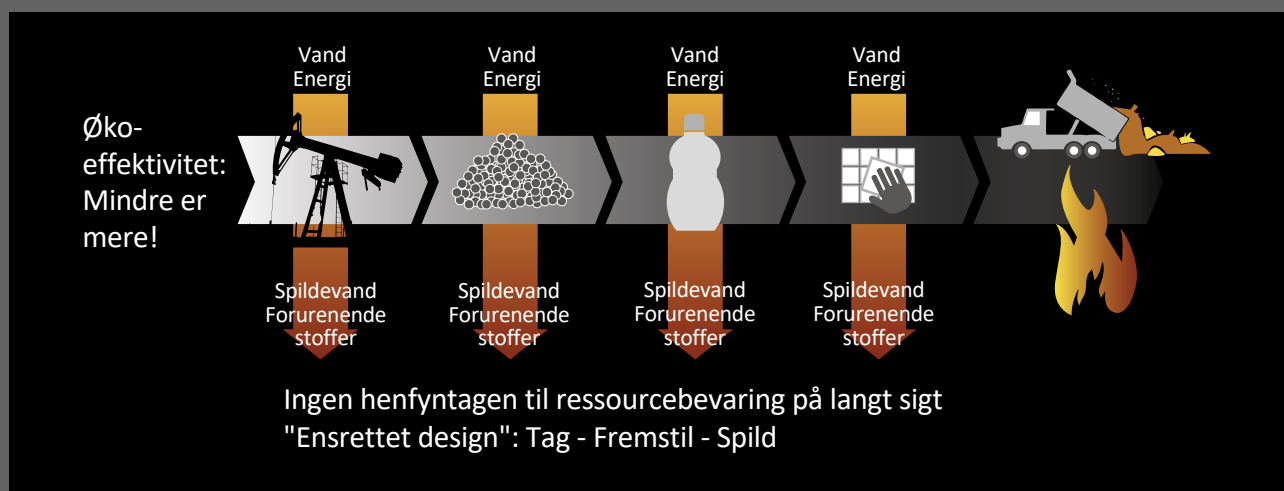 Vand
Energi
Vand
Energi
Vand
Energi
Vand
Energi
Øko-
effektivitet:
Mindre er
mere!
Spildevand
Forurenende
stoffer
Spildevand
Forurenende
stoffer
Spildevand
Forurenende
stoffer
Spildevand
Forurenende
stoffer
Ingen henfyntagen til ressourcebevaring på langt sigt
"Ensrettet design": Tag - Fremstil - Spild